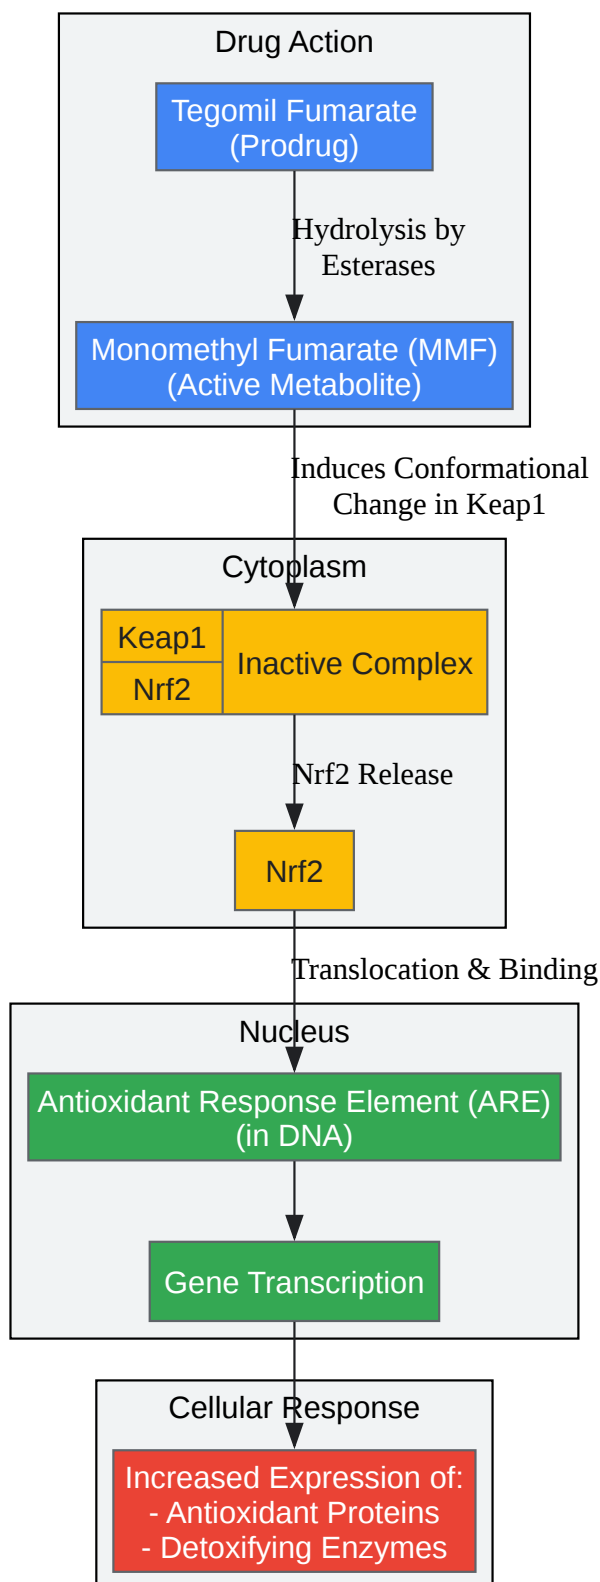 Drug Action
Tegomil Fumarate
(Prodrug)
Hydrolysis by
Esterases
Monomethyl Fumarate (MMF)
(Active Metabolite)
Induces Conformational
Change in Keap1
Cytoplasm
Keap1
Nrf2
Inactive Complex
Nrf2 Release
Nrf2
Translocation & Binding
Nucleus
Antioxidant Response Element (ARE)
(in DNA)
Gene Transcription
Cellular Response
Increased Expression of:
- Antioxidant Proteins
- Detoxifying Enzymes